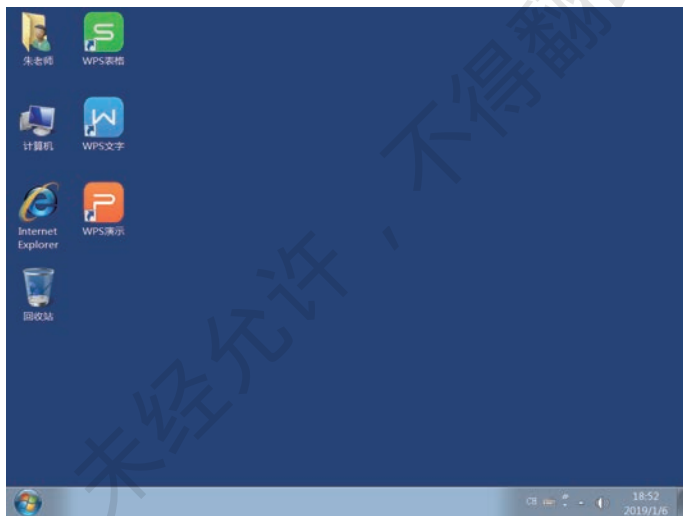 朱老师
WPS表格
计算机
WPS文字
Internet
Explorer
WPS演示
回收站
未经允许，不得翻
CH
18:52
2019/1/6